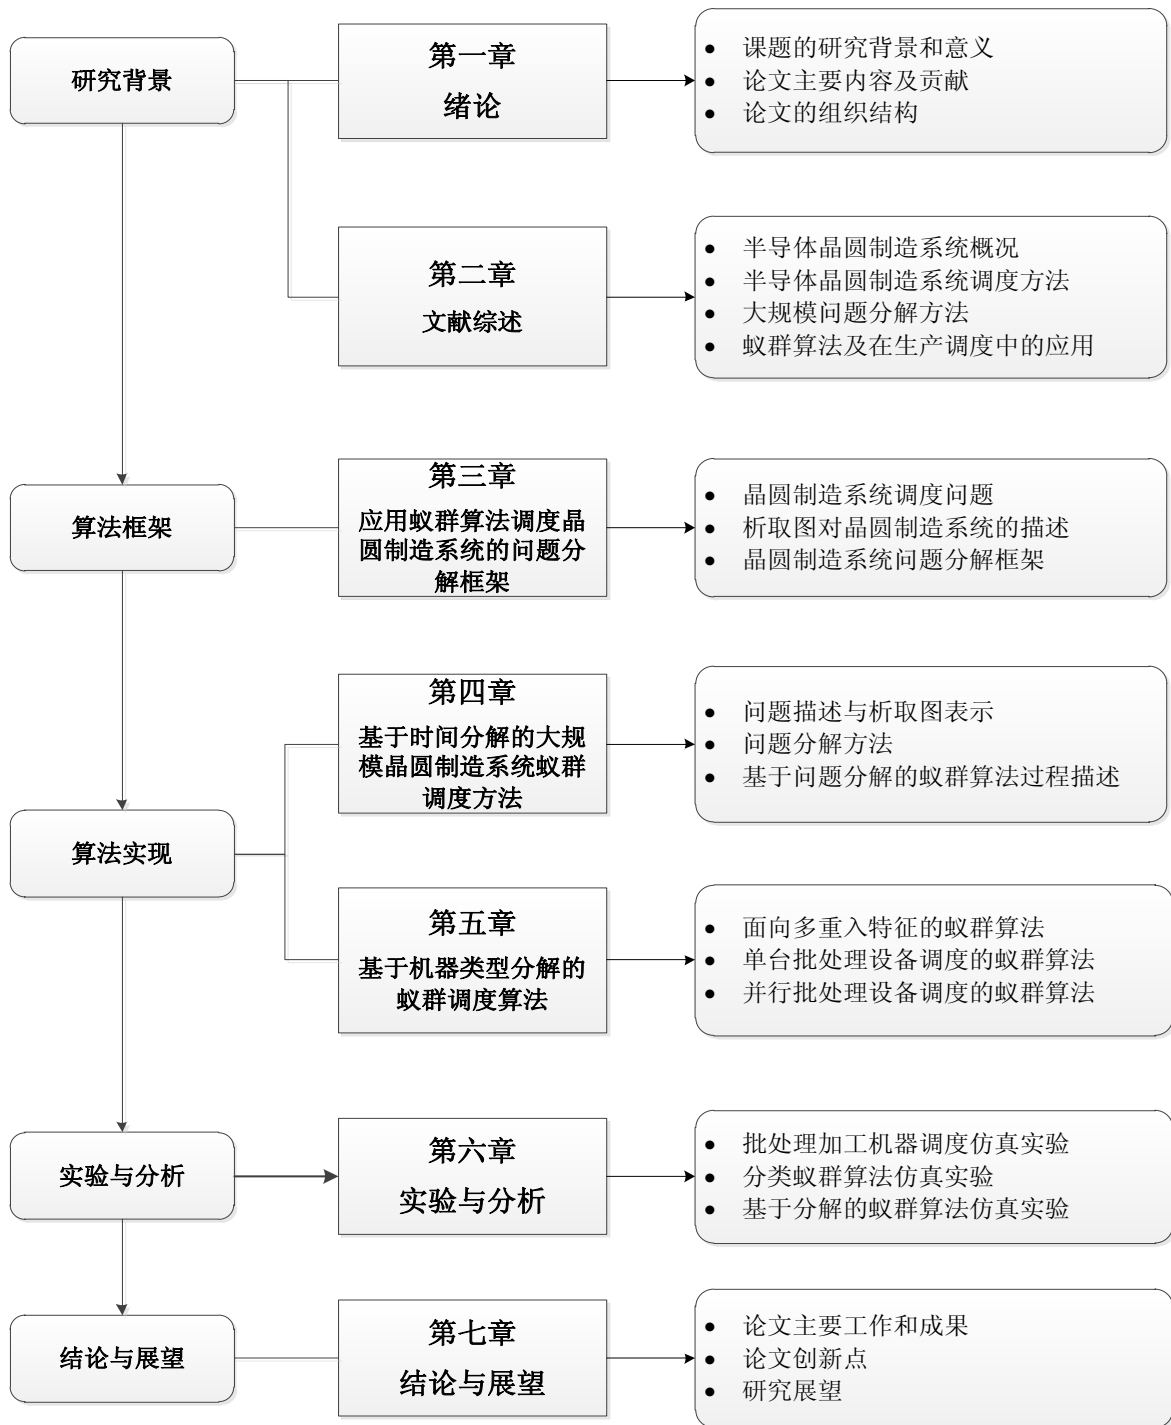 研究背景
第一章
绪论
● 课题的研究背景和意义
● 论文主要内容及贡献
● 论文的组织结构
第二章
文献综述
● 半导体晶圆制造系统概况
● 半导体晶圆制造系统调度方法
● 大规模问题分解方法
● 蚁群算法及在生产调度中的应用
算法框架
第三章
应用蚁群算法调度晶
圆制造系统的问题分
解框架
● 晶圆制造系统调度问题
● 析取图对晶圆制造系统的描述
● 晶圆制造系统问题分解框架
算法实现
第四章
基于时间分解的大规
模晶圆制造系统蚁群
调度方法
● 问题描述与析取图表示
● 问题分解方法
● 基于问题分解的蚁群算法过程描述
第五章
基于机器类型分解的
蚁群调度算法
● 面向多重入特征的蚁群算法
● 单台批处理设备调度的蚁群算法
● 并行批处理设备调度的蚁群算法
实验与分析
第六章
实验与分析
● 批处理加工机器调度仿真实验
● 分类蚁群算法仿真实验
● 基于分解的蚁群算法仿真实验
结论与展望
第七章
结论与展望
● 论文主要工作和成果
● 论文创新点
● 研究展望